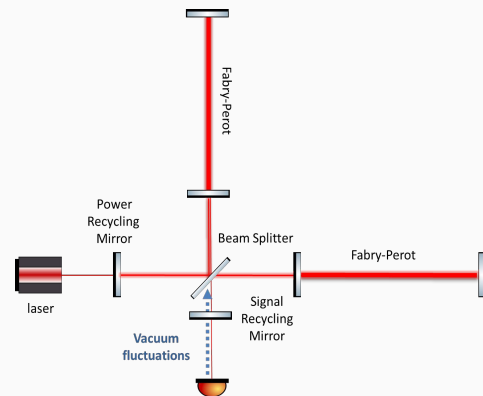 Fabry-Perot
Power
Recycling
Mirror
Beam Splitter
Fabry-Perot
laser
Signal
Recycling
Mirror
Vacuum
fluctuations